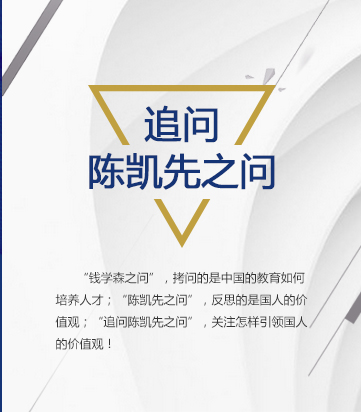 追问
陈凯先之问
“钱学森之问”，拷问的是中国的教育如何
培养人才；“陈凯先之问”，反思的是国人的价
值观；“追问陈凯先之问”，关注怎样引领国人
的价值观！